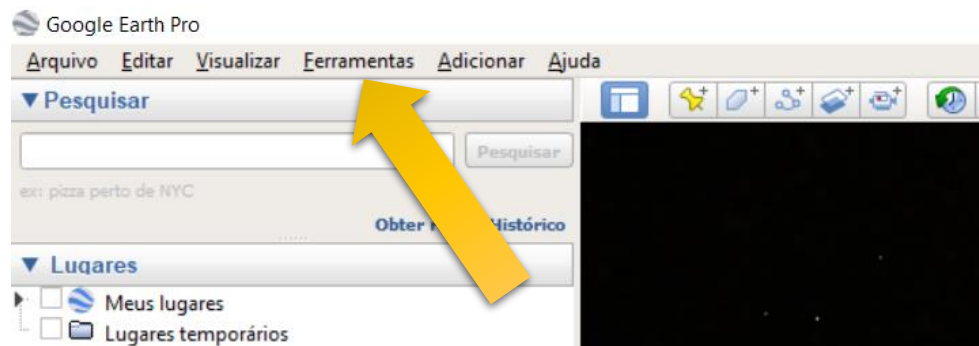 Google Earth Pro
Arquivo Editar Visualizar Ferramentas Adicionar Ajuda
Pesquisar
Pesquisar
ex: pizza perto de NYC
Obter Histórico
Lugares
Meus lugares
Lugares temporários